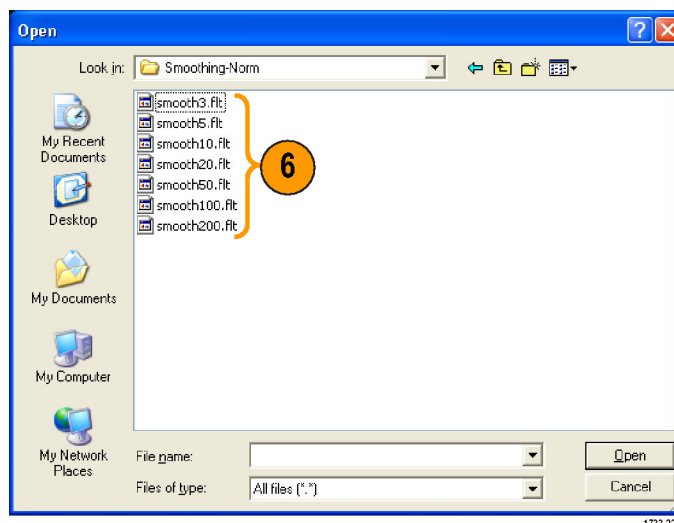 Open
Look in: Smoothing-Norm
smooth3.flt
smooth5.flt
smooth10.flt
smooth20.flt
smooth50.flt
smooth100.flt
smooth200.flt
6
My Recent
Documents
Desktop
My Documents
My Computer
My Network
Places
File name:
Open
Files of type: All files (*.*)
Cancel